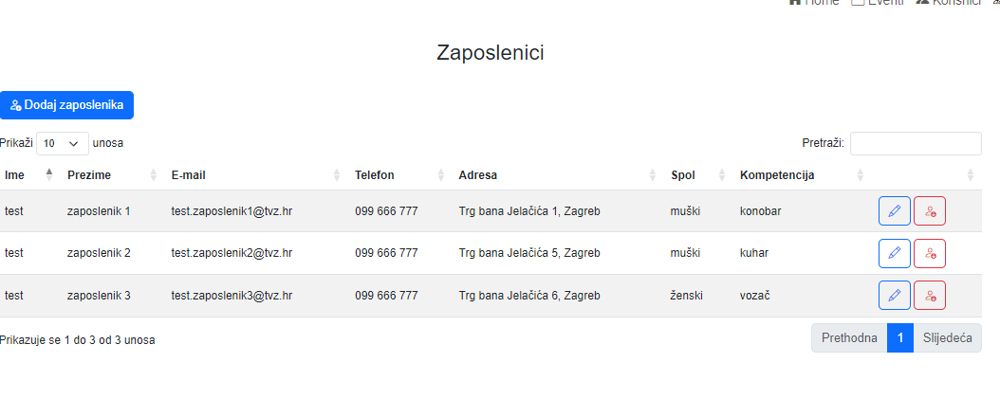 Home Eventi Korisnici
Zaposlenici
Dodaj zaposlenika
Prikaži 10 unosa Pretraži:
Ime Prezime E-mail Telefon Adresa Spol Kompetencija
test zaposlenik 1 test.zaposlenik1@tvz.hr 099 666 777 Trg bana Jelačića 1, Zagreb muški konobar
test zaposlenik 2 test.zaposlenik2@tvz.hr 099 666 777 Trg bana Jelačića 5, Zagreb muški kuhar
test zaposlenik 3 test.zaposlenik3@tvz.hr 099 666 777 Trg bana Jelačića 6, Zagreb ženski vozač
Prikazuje se 1 do 3 od 3 unosa Prethodna 1 Slijedeća